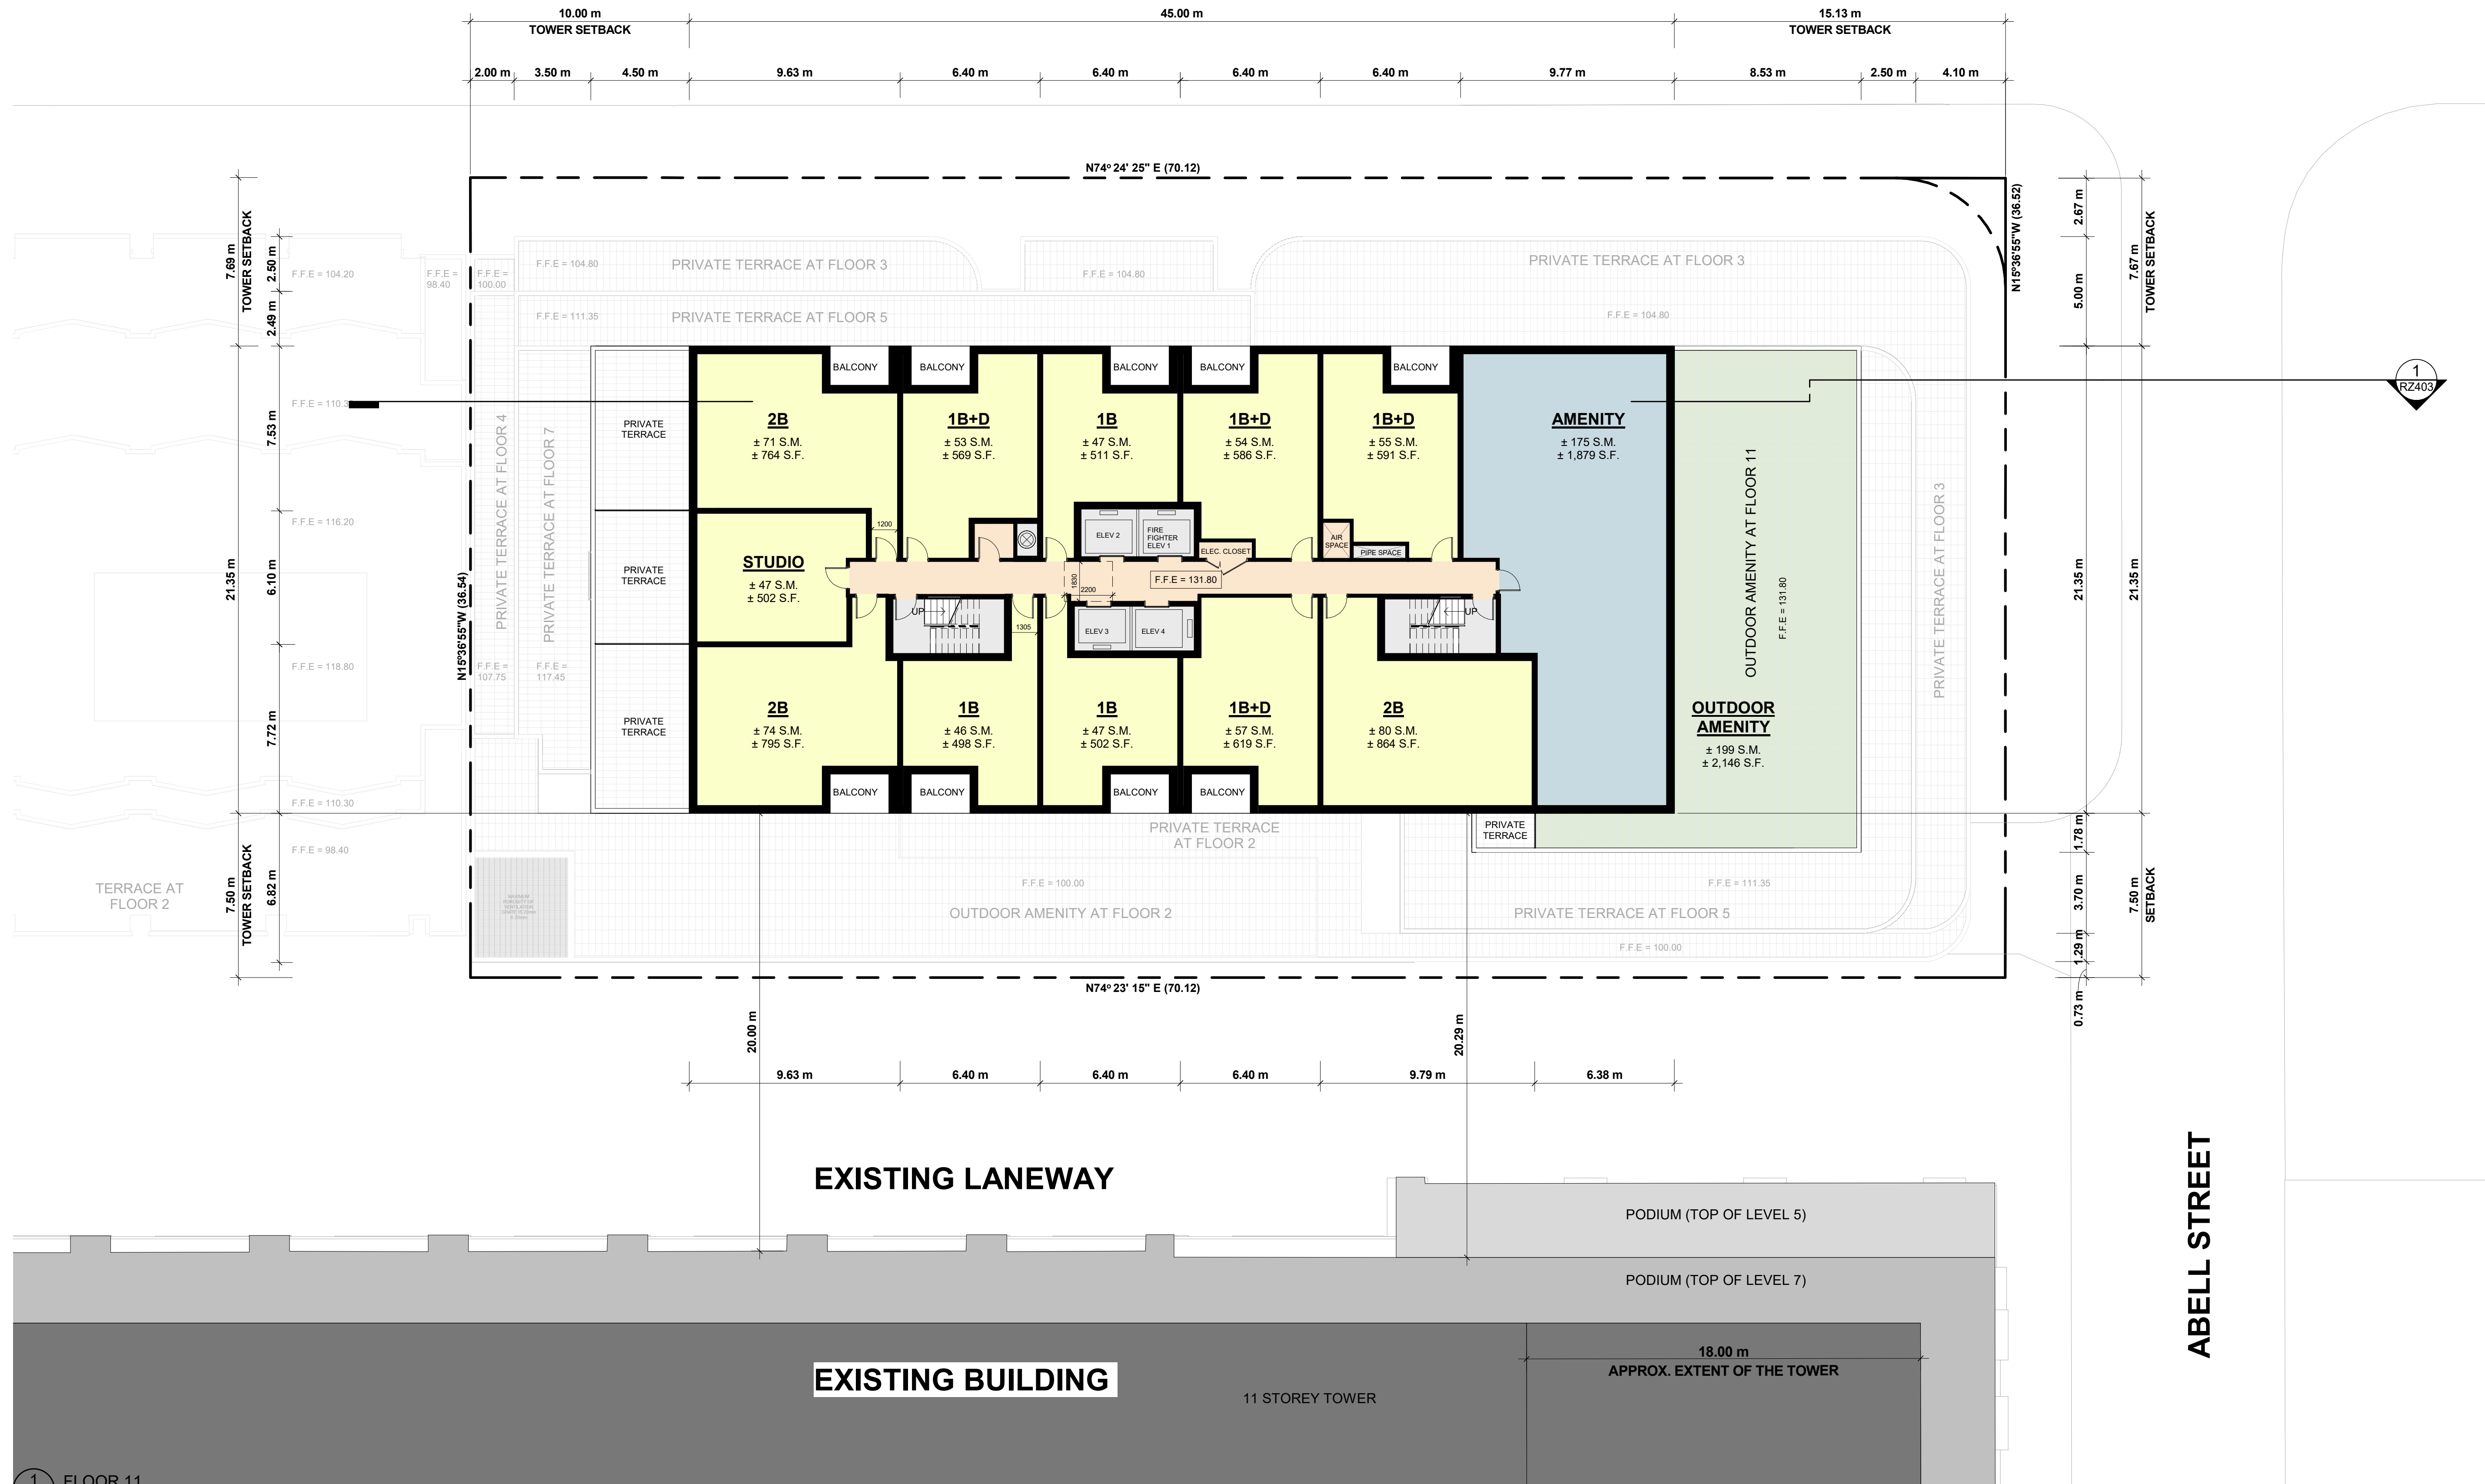 10.00 m
TOWER SETBACK
45.00 m
15.13 m
TOWER SETBACK
2.00 m
3.50 m
4.50 m
9.63 m
6.40 m
6.40 m
6.40 m
6.40 m
9.77 m
8.53 m
2.50 m
4.10 m
N74º 24' 25" E (70.12)
N15º36'55"W (36.52)
7.69 m
TOWER SETBACK
2.50 m
2.49 m
7.53 m
21.35 m
6.10 m
7.72 m
7.50 m
TOWER SETBACK
6.82 m
2.67 m
5.00 m
7.67 m
TOWER SETBACK
21.35 m
21.35 m
1.78 m
3.70 m
1.29 m
0.73 m
7.50 m
SETBACK
F.F.E = 104.20
F.F.E =
98.40
F.F.E =
100.00
F.F.E = 104.80
PRIVATE TERRACE AT FLOOR 3
F.F.E = 104.80
PRIVATE TERRACE AT FLOOR 3
F.F.E = 111.35
PRIVATE TERRACE AT FLOOR 5
F.F.E = 104.80
1
RZ403
BALCONY
BALCONY
BALCONY
BALCONY
BALCONY
PRIVATE TERRACE AT FLOOR 4
PRIVATE TERRACE AT FLOOR 7
PRIVATE
TERRACE
2B
± 71 S.M.
± 764 S.F.
1B+D
± 53 S.M.
± 569 S.F.
1B
± 47 S.M.
± 511 S.F.
1B+D
± 54 S.M.
± 586 S.F.
1B+D
± 55 S.M.
± 591 S.F.
AMENITY
± 175 S.M.
± 1,879 S.F.
OUTDOOR AMENITY AT FLOOR 11
F.F.E = 131.80
PRIVATE TERRACE AT FLOOR 3
F.F.E = 116.20
1200
ELEV 2
FIRE
FIGHTER
ELEV 1
ELEC. CLOSET
AIR
SPACE
PIPE SPACE
PRIVATE
TERRACE
STUDIO
± 47 S.M.
± 502 S.F.
1830
2200
F.F.E = 131.80
UP
1305
ELEV 3
ELEV 4
UP
N15º36'55"W (36.54)
F.F.E = 118.80
F.F.E =
107.75
F.F.E =
117.45
PRIVATE
TERRACE
2B
± 74 S.M.
± 795 S.F.
1B
± 46 S.M.
± 498 S.F.
1B
± 47 S.M.
± 502 S.F.
1B+D
± 57 S.M.
± 619 S.F.
2B
± 80 S.M.
± 864 S.F.
OUTDOOR
AMENITY
± 199 S.M.
± 2,146 S.F.
BALCONY
BALCONY
BALCONY
BALCONY
F.F.E = 110.30
F.F.E = 98.40
PRIVATE TERRACE
AT FLOOR 2
PRIVATE
TERRACE
TERRACE AT
FLOOR 2
F.F.E = 100.00
OUTDOOR AMENITY AT FLOOR 2
F.F.E = 111.35
PRIVATE TERRACE AT FLOOR 5
F.F.E = 100.00
N74º 23' 15" E (70.12)
20.00 m
20.29 m
9.63 m
6.40 m
6.40 m
6.40 m
9.79 m
6.38 m
EXISTING LANEWAY
ABELL STREET
PODIUM (TOP OF LEVEL 5)
PODIUM (TOP OF LEVEL 7)
18.00 m
APPROX. EXTENT OF THE TOWER
EXISTING BUILDING
11 STOREY TOWER
1
FLOOR 11